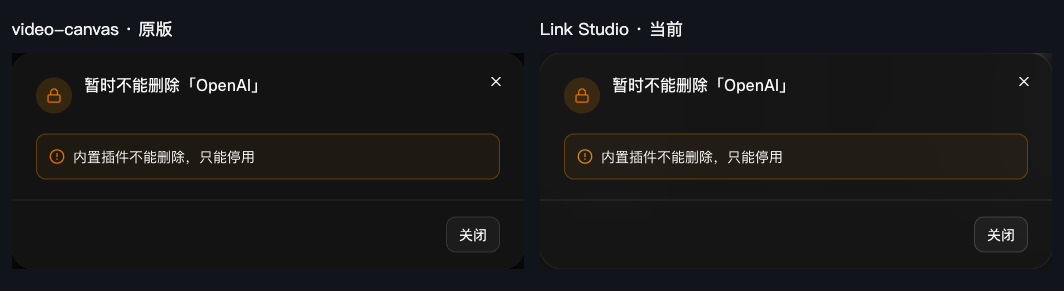 video-canvas · 原版
暂时不能删除「OpenAI」
内置插件不能删除，只能停用
关闭
Link Studio · 当前
暂时不能删除「OpenAI」
内置插件不能删除，只能停用
关闭